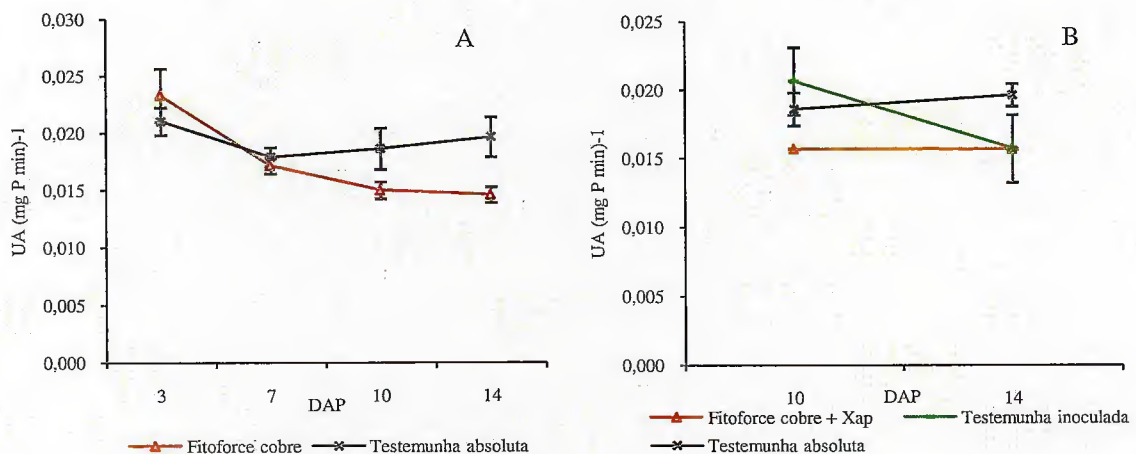 A
UA (mg P min)-1
0,030
0,025
0,020
0,015
0,010
0,005
0,000
3
7
10
14
DAP
Fitoforce cobre
Testemunha absoluta
B
UA (mg P min)-1
0,025
0,020
0,015
0,010
0,005
0,000
10
DAP
14
Fitoforce cobre + Xap
Testemunha inoculada
Testemunha absoluta